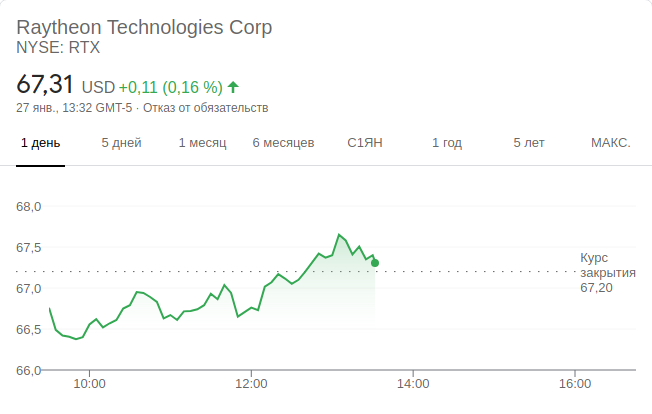 Raytheon Technologies Corp
NYSE: RTX
67,31 USD +0,11 (0,16 %)
27 янв., 13:32 GMT-5 · Отказ от обязательств
1 день 5 дней 1 месяц 6 месяцев С1ЯН 1 год 5 лет МАКС.
68,0
67,5
Курс
закрытия
67,20
67,0
66,5
66,0
10:00 12:00 14:00 16:00